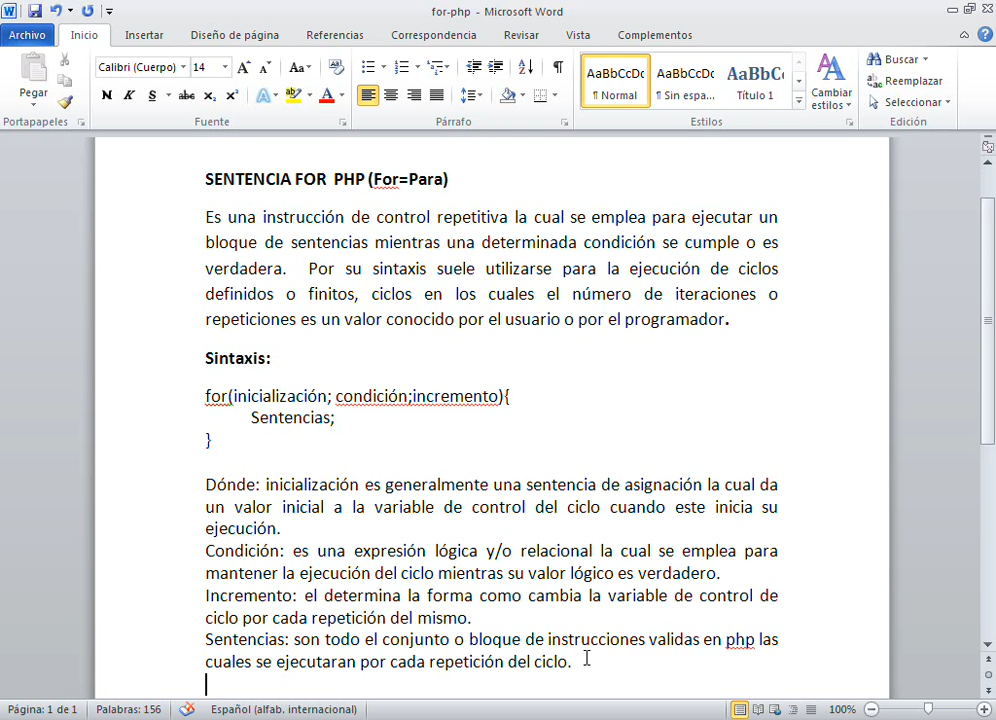 for-php - Microsoft Word
Archivo Inicio Insertar Diseño de página Referencias Correspondencia Revisar Vista Complementos
Pegar
Calibri (Cuerpo) 14
AaBbCcDc AaBbCcDc AaBbC
¶ Normal ¶ Sin espa... Título 1
Cambiar estilos
Buscar
Reemplazar
Seleccionar
Portapapeles Fuente Párrafo Estilos Edición
SENTENCIA FOR PHP (For=Para)
Es una instrucción de control repetitiva la cual se emplea para ejecutar un
bloque de sentencias mientras una determinada condición se cumple o es
verdadera. Por su sintaxis suele utilizarse para la ejecución de ciclos
definidos o finitos, ciclos en los cuales el número de iteraciones o
repeticiones es un valor conocido por el usuario o por el programador.
Sintaxis:
for(inicialización; condición;incremento){
Sentencias;
}
Dónde: inicialización es generalmente una sentencia de asignación la cual da
un valor inicial a la variable de control del ciclo cuando este inicia su
ejecución.
Condición: es una expresión lógica y/o relacional la cual se emplea para
mantener la ejecución del ciclo mientras su valor lógico es verdadero.
Incremento: el determina la forma como cambia la variable de control de
ciclo por cada repetición del mismo.
Sentencias: son todo el conjunto o bloque de instrucciones validas en php las
cuales se ejecutaran por cada repetición del ciclo.
Página: 1 de 1 Palabras: 156 Español (alfab. internacional) 100%